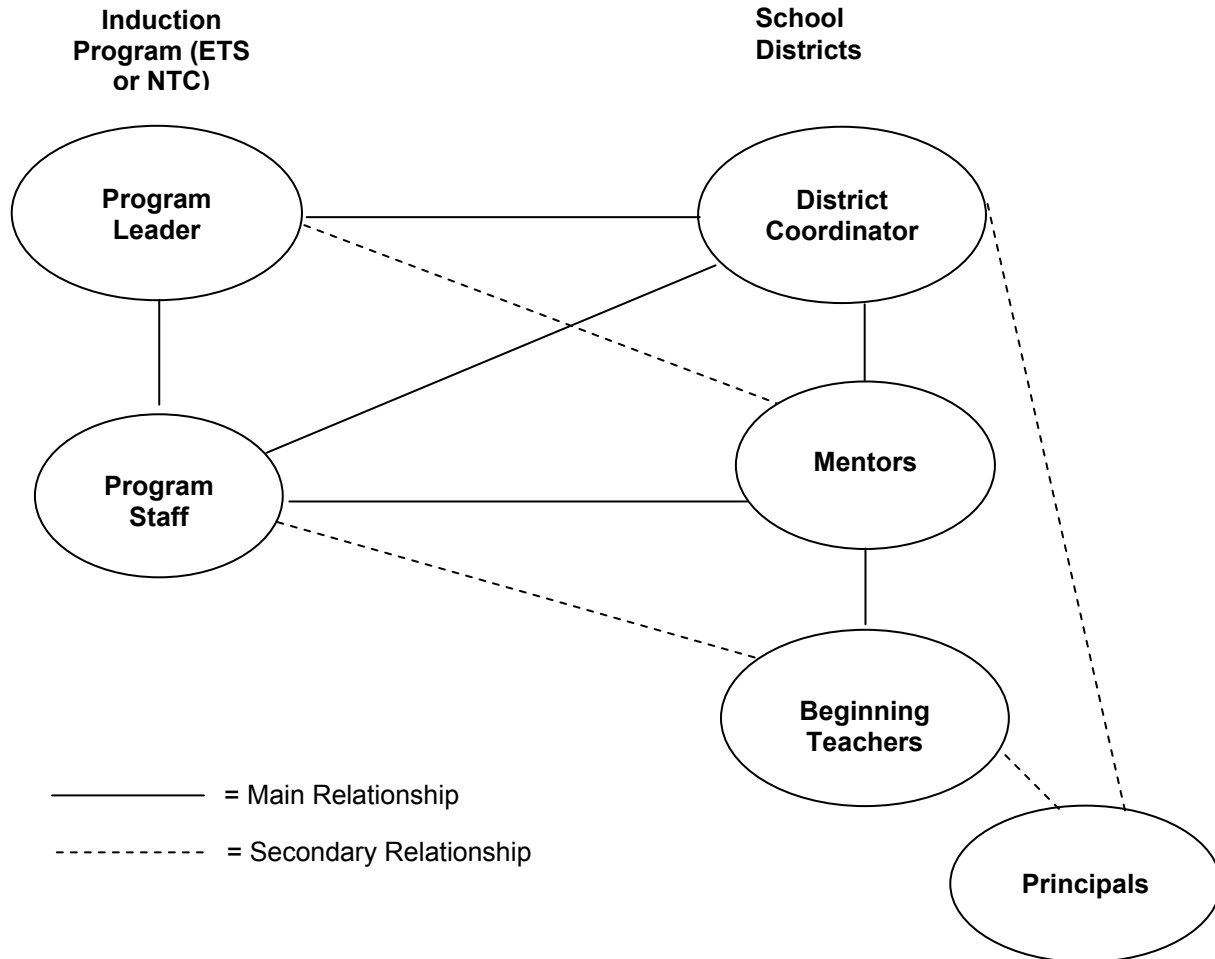 Induction
Program (ETS
or NTC)
School
Districts
Program
Leader
District
Coordinator
Program
Staff
Mentors
Beginning
Teachers
= Main Relationship
= Secondary Relationship
Principals